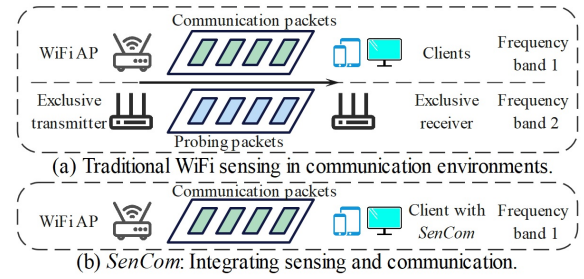 Communication packets
WiFi AP
Clients
Frequency
band 1
Exclusive
transmitter
Exclusive
receiver
Frequency
band 2
Probing packets
(a) Traditional WiFi sensing in communication environments.
Communication packets
WiFi AP
Client with
SenCom
Frequency
band 1
(b) SenCom: Integrating sensing and communication.